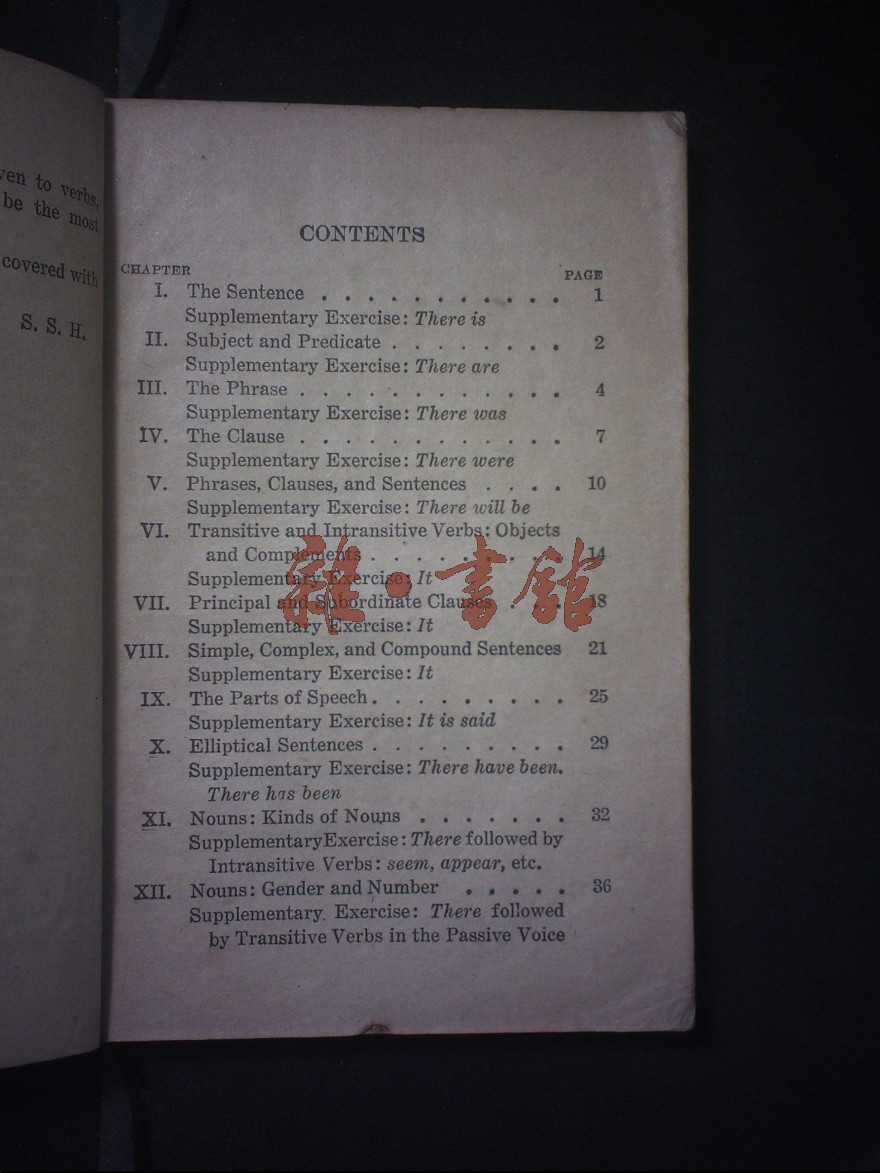 ven to verbs,
be the most
covered with
S. S. H.
CONTENTS
CHAPTER PAGE
I. The Sentence . . . . . . . . . . . 1
Supplementary Exercise: There is
II. Subject and Predicate . . . . . . . . 2
Supplementary Exercise: There are
III. The Phrase . . . . . . . . . . . . 4
Supplementary Exercise: There was
IV. The Clause . . . . . . . . . . . . 7
Supplementary Exercise: There were
V. Phrases, Clauses, and Sentences . . . . 10
Supplementary Exercise: There will be
VI. Transitive and Intransitive Verbs: Objects
and Complements . . . . . . . . . 14
Supplementary Exercise: It
VII. Principal and Subordinate Clauses . . . 18
Supplementary Exercise: It
VIII. Simple, Complex, and Compound Sentences 21
Supplementary Exercise: It
IX. The Parts of Speech . . . . . . . . . 25
Supplementary Exercise: It is said
X. Elliptical Sentences . . . . . . . . . 29
Supplementary Exercise: There have been.
There has been
XI. Nouns: Kinds of Nouns . . . . . . . 32
Supplementary Exercise: There followed by
Intransitive Verbs: seem, appear, etc.
XII. Nouns: Gender and Number . . . . . 36
Supplementary Exercise: There followed
by Transitive Verbs in the Passive Voice
雜·書館